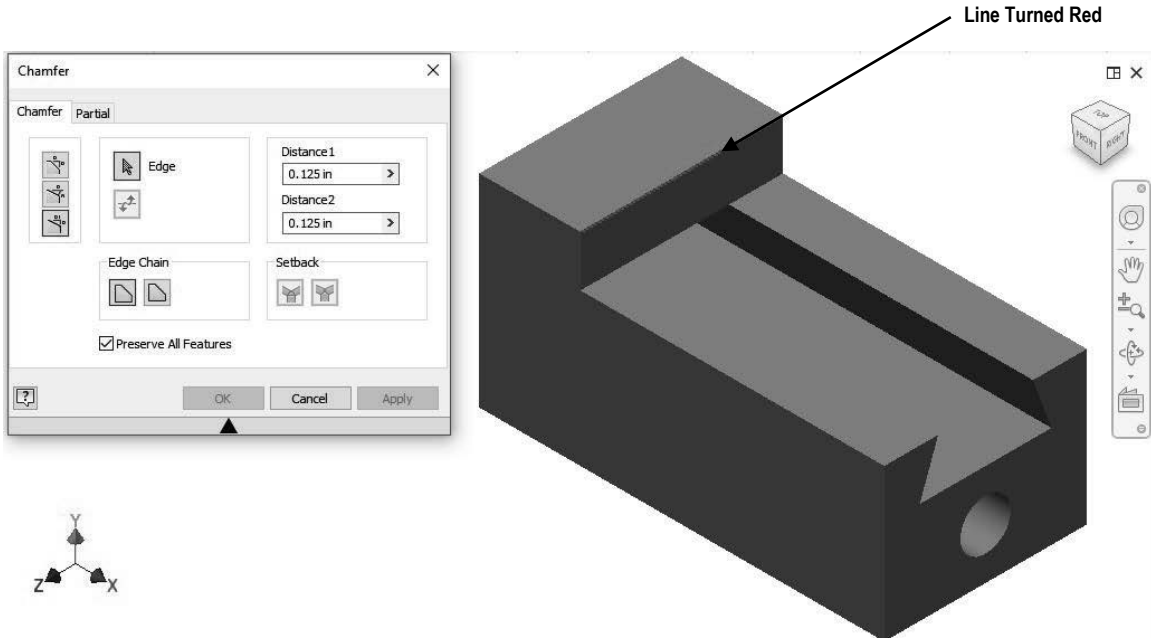 Line Turned Red
Chamfer
Chamfer Partial
Edge
Distance1
0.125 in
Distance2
0.125 in
Edge Chain
Setback
Preserve All Features
?
OK Cancel Apply
TOP
FRONT RIGHT
Y
Z X